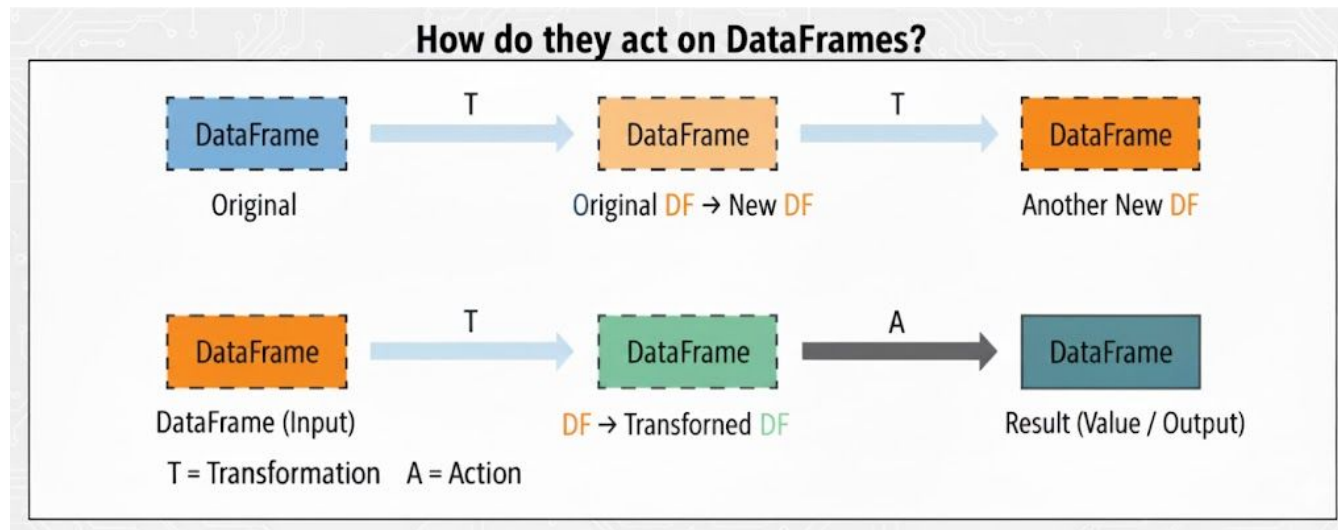 How do they act on DataFrames?
T T
DataFrame DataFrame DataFrame
Original Original DF → New DF Another New DF
T A
DataFrame DataFrame DataFrame
DataFrame (Input) DF → Transforned DF Result (Value / Output)
T = Transformation A = Action